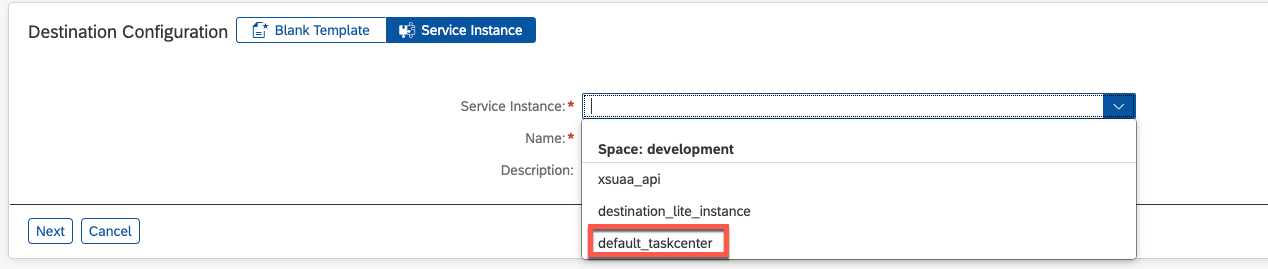 Destination Configuration Blank Template Service Instance
Service Instance:*
Name:*
Description:
Space: development
xsuaa_api
destination_lite_instance
default_taskcenter
Next Cancel